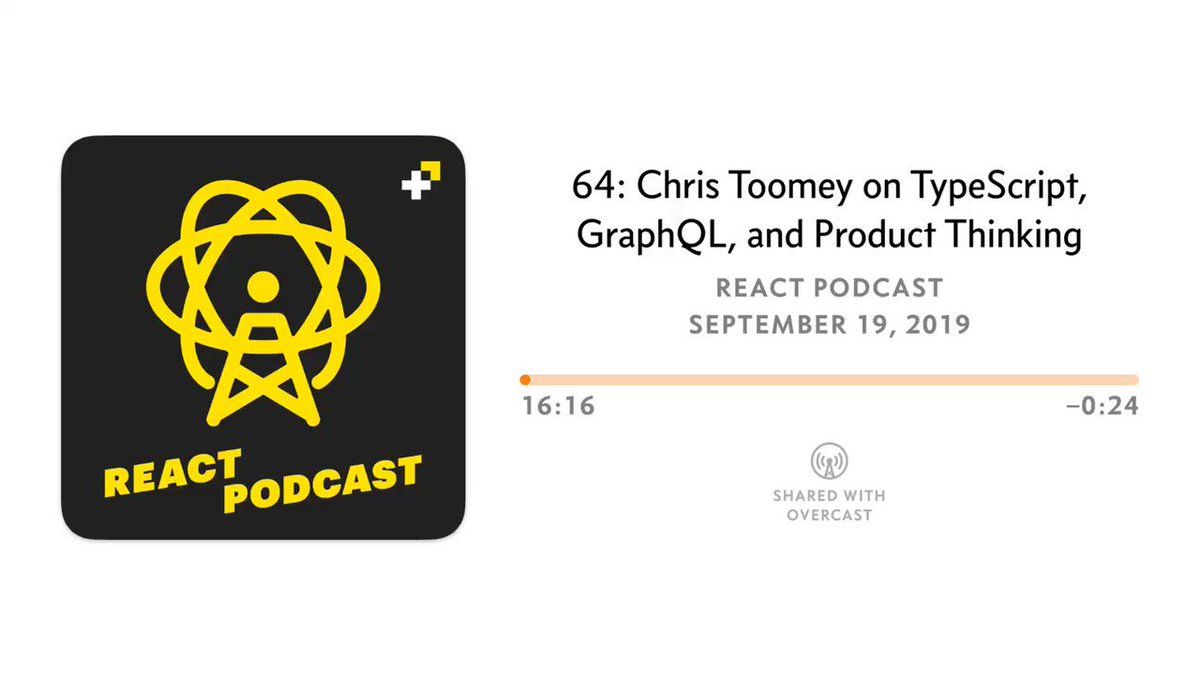 REACT
PODCAST
64: Chris Toomey on TypeScript,
GraphQL, and Product Thinking
REACT PODCAST
SEPTEMBER 19, 2019
16:16
–0:24
SHARED WITH
OVERCAST